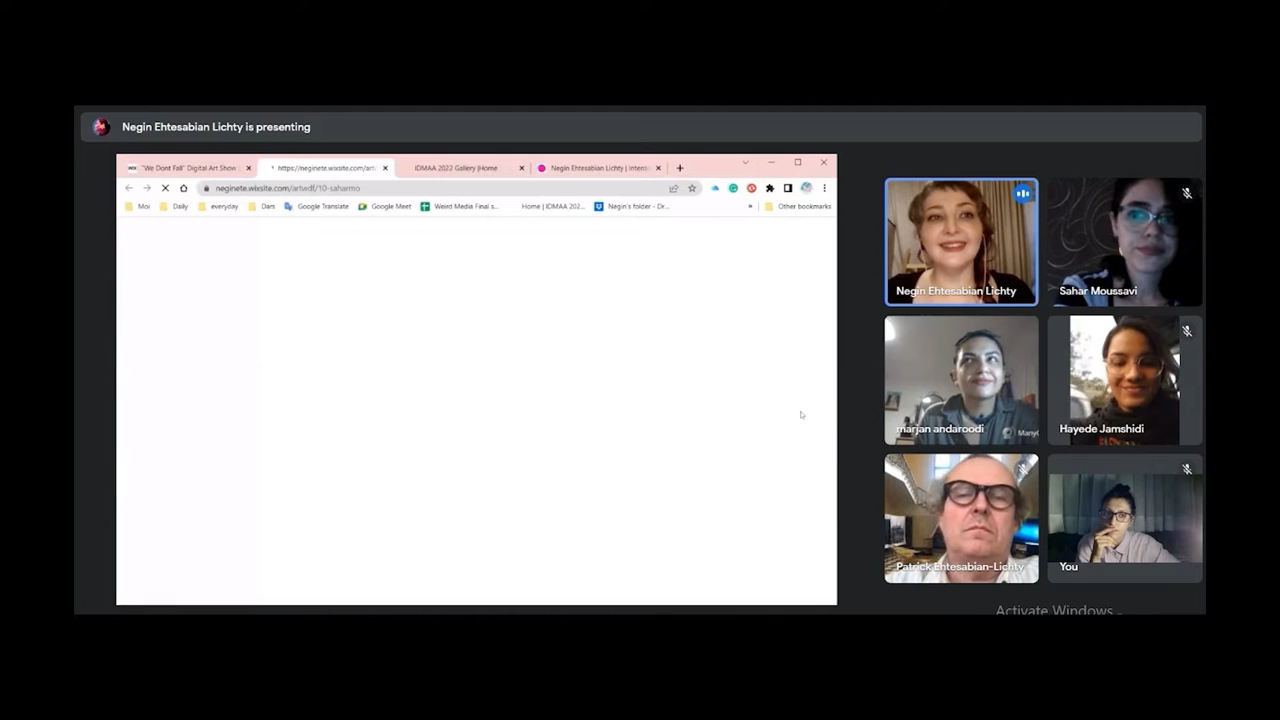 Negin Ehtesabian Lichty is presenting
"We Dont Fall" Digital Art Show
https://neginete.wixsite.com/art
IDMAA 2022 Gallery |Home
Negin Ehtesabian Lichty | Inters
neginete.wixsite.com/artwdf/10-saharmo
Moi
Daily
everyday
Dars
Google Translate
Google Meet
Weird Media Final s...
Home | IDMAA 202...
Negin's folder - Dr...
»
Other bookmarks
Negin Ehtesabian Lichty
Sahar Moussavi
marjan andaroodi
Hayede Jamshidi
Patrick Ehtesabian-Lichty
You
Activate Windows